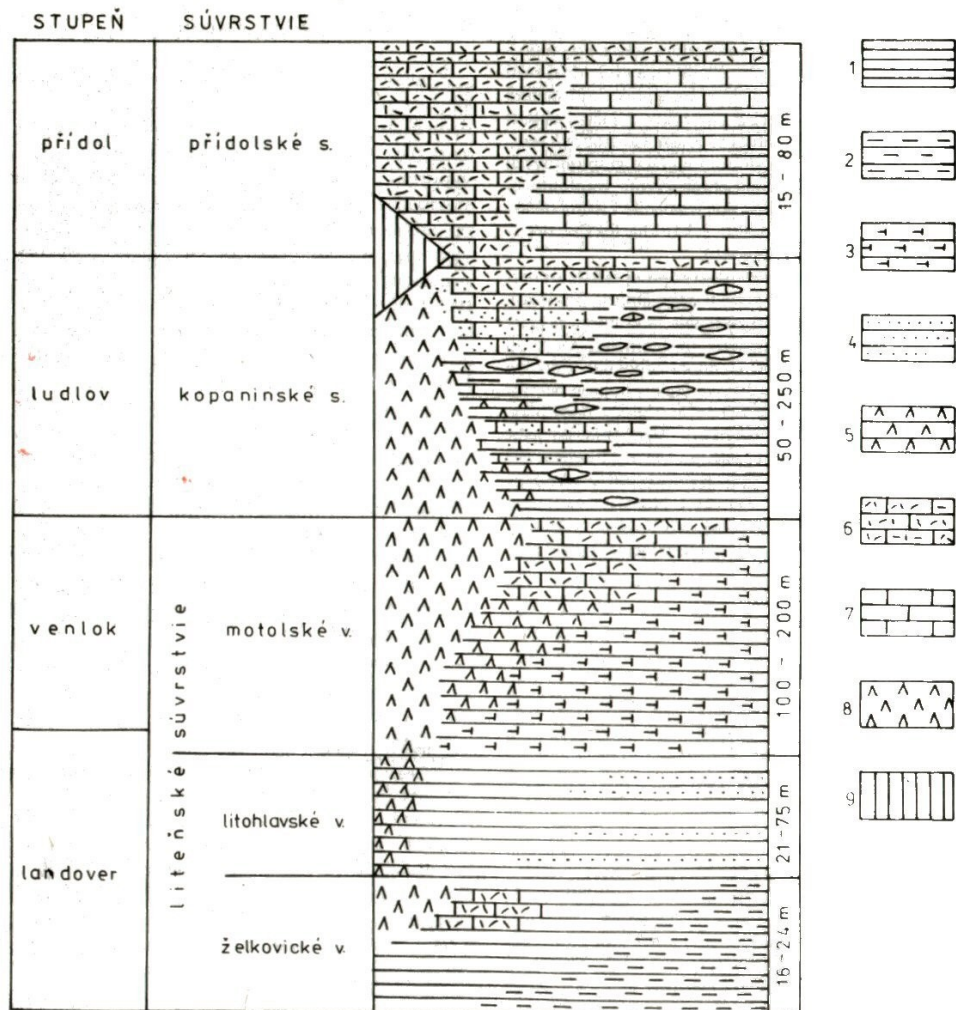 STUPEŇ SÚVRSTVIE
přídol přídolské s. 15 - 80 m
ludlov kopaninské s. 50 - 250 m
venlok motolské v. 100 - 200 m
liteňské súvrstvie
landover litohlavské v. 21-75 m
želkovické v. 16-24 m
1
2
3
4
5
6
7
8
9